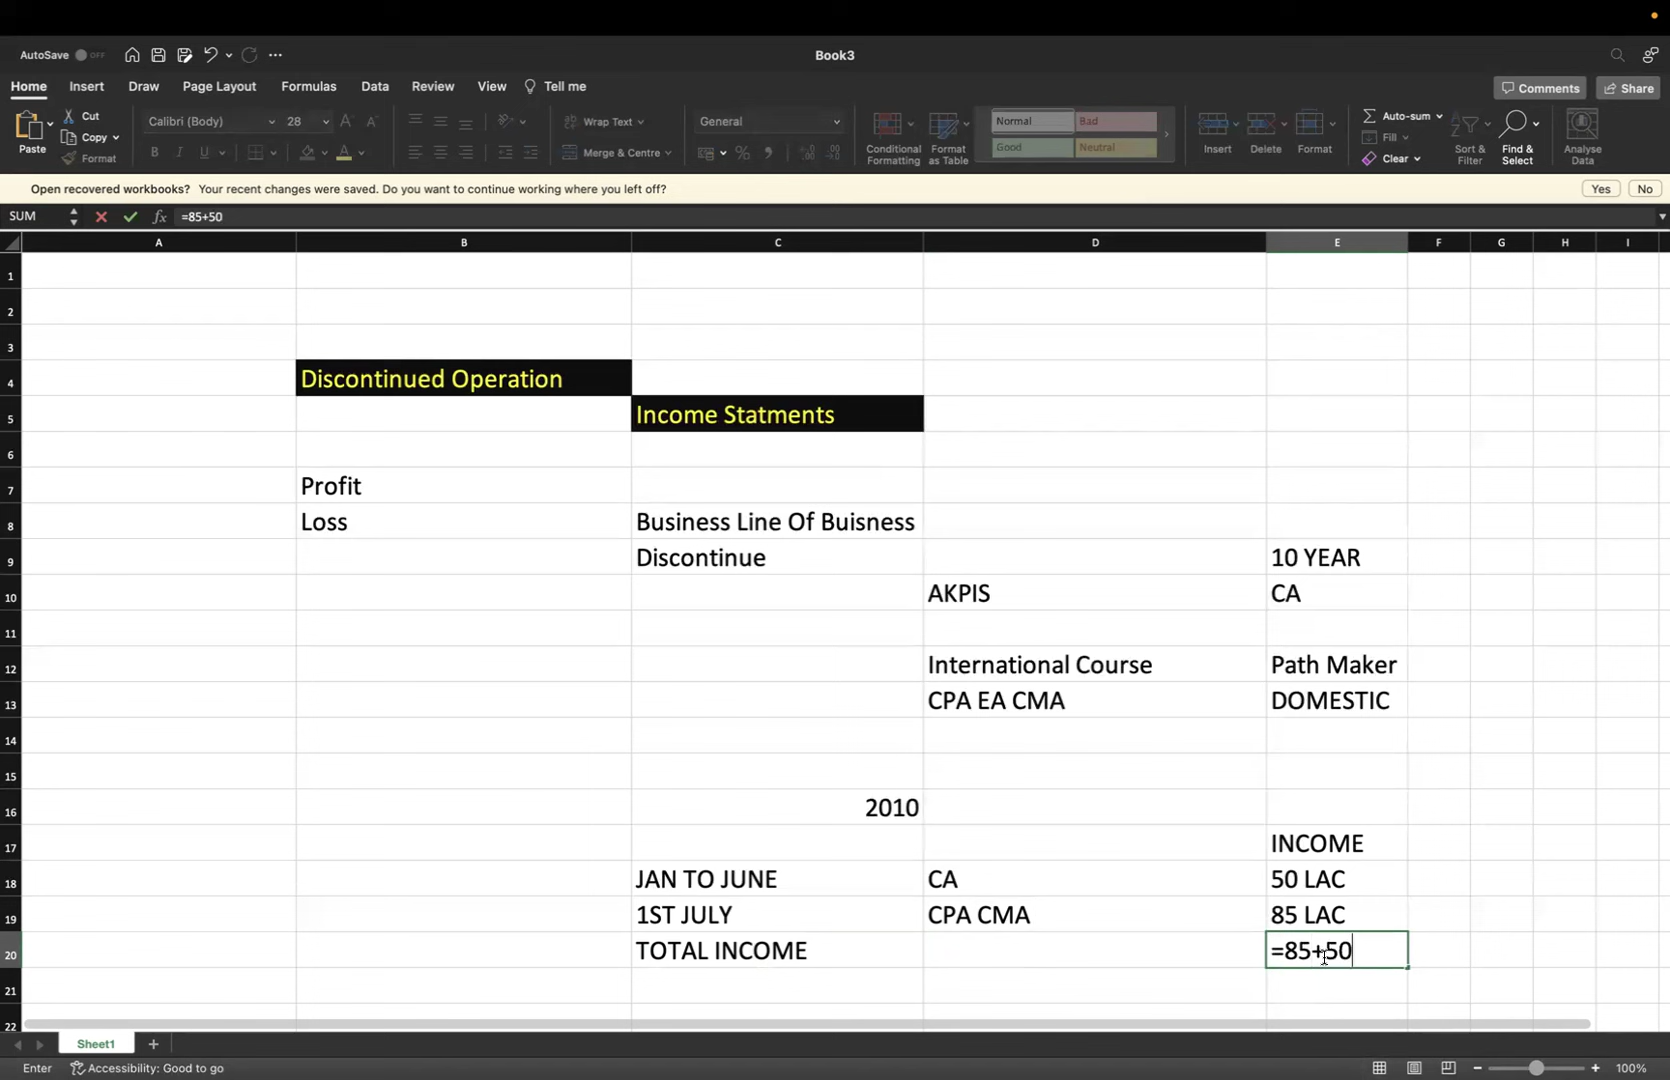 AutoSave OFF
Book3
Home Insert Draw Page Layout Formulas Data Review View Tell me
Comments Share
Paste
Cut
Copy
Format
Calibri (Body) 28
B I U
Wrap Text
Merge & Centre
General
Conditional Formatting
Format as Table
Normal Bad
Good Neutral
Insert Delete Format
Auto-sum
Fill
Clear
Sort & Filter
Find & Select
Analyse Data
Open recovered workbooks? Your recent changes were saved. Do you want to continue working where you left off? Yes No
SUM fx =85+50
A B C D E F G H I
1
2
3
4 Discontinued Operation
5 Income Statments
6
7 Profit
8 Loss Business Line Of Buisness
9 Discontinue 10 YEAR
10 AKPIS CA
11
12 International Course Path Maker
13 CPA EA CMA DOMESTIC
14
15
16 2010
17 INCOME
18 JAN TO JUNE CA 50 LAC
19 1ST JULY CPA CMA 85 LAC
20 TOTAL INCOME =85+50
21
22
Sheet1 +
Enter Accessibility: Good to go 100%